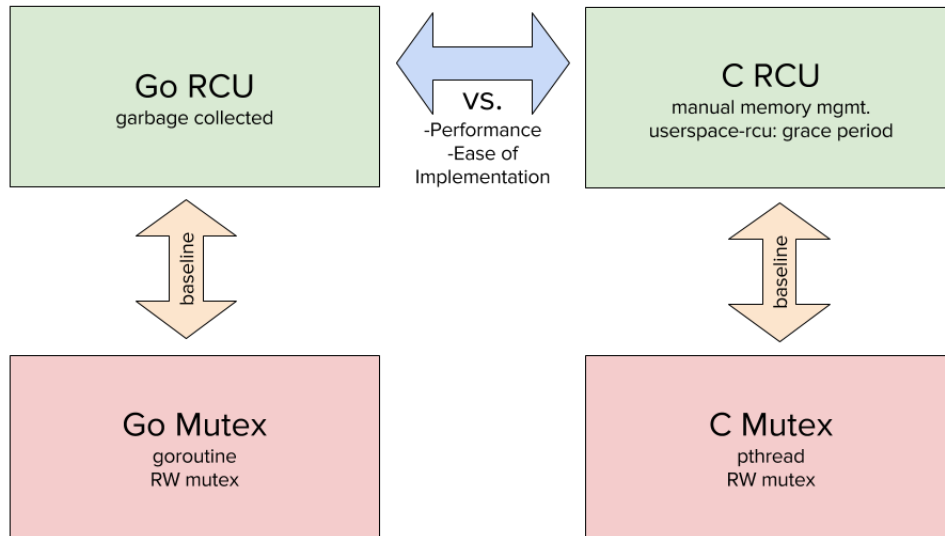 Go RCU
garbage collected
vs.
-Performance
-Ease of
Implementation
C RCU
manual memory mgmt.
userspace-rcu: grace period
baseline
baseline
Go Mutex
goroutine
RW mutex
C Mutex
pthread
RW mutex